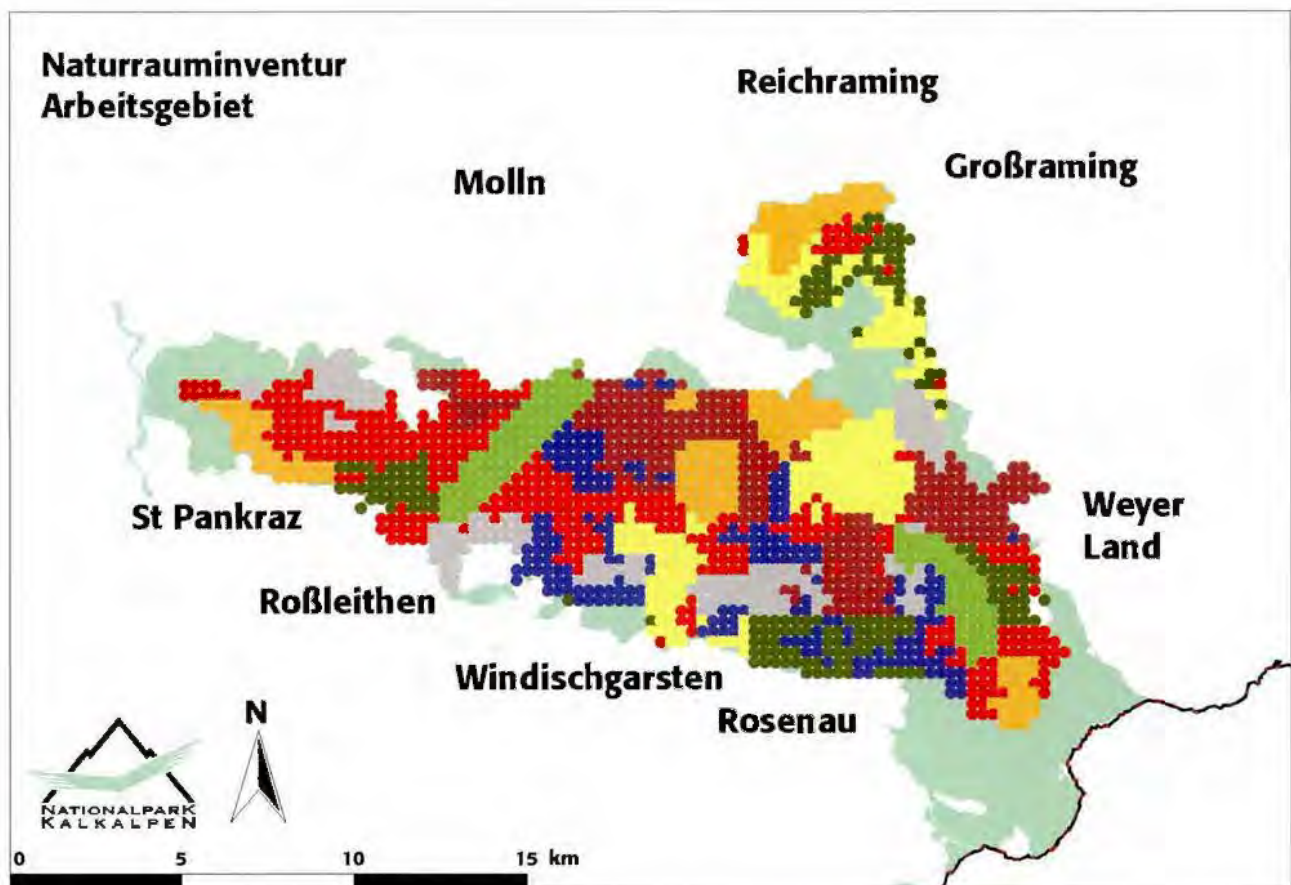 Naturrauminventur
Arbeitsgebiet
Reichraming
Großraming
Molln
St Pankraz
Weyer
Land
Roßleithen
Windischgarsten
Rosenau
N
NATIONALPARK
KALKALPEN
0 5 10 15 km